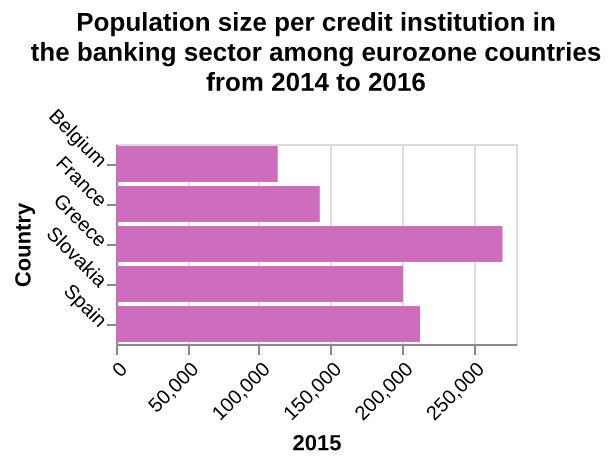 Population size per credit institution in
the banking sector among eurozone countries
from 2014 to 2016
Country
Belgium
France
Greece
Slovakia
Spain
0
50,000
100,000
150,000
200,000
250,000
2015